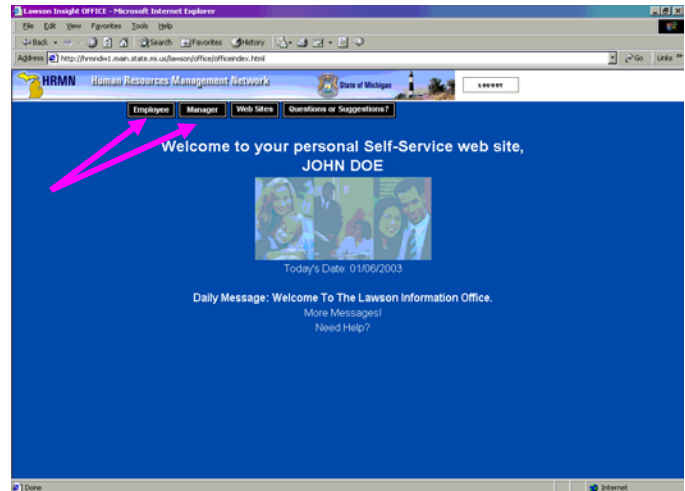 Lawson Insight OFFICE - Microsoft Internet Explorer
File Edit View Favorites Tools Help
Back Search Favorites History
Address http://hrmndw1.main.state.mi.us/lawson/office/officeindex.html Go Links »
HRMN Human Resources Management Network State of Michigan LOGOUT
Employee Manager Web Sites Questions or Suggestions?
Welcome to your personal Self-Service web site,
JOHN DOE
Today's Date: 01/06/2003
Daily Message: Welcome To The Lawson Information Office.
More Messages!
Need Help?
Done Internet